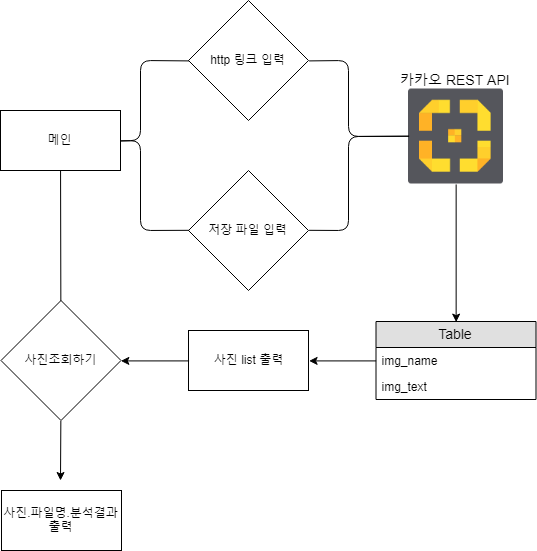 http 링크 입력
카카오 REST API
메인
저장 파일 입력
Table
img_name
img_text
사진 list 출력
사진조회하기
사진.파일명.분석결과
출력